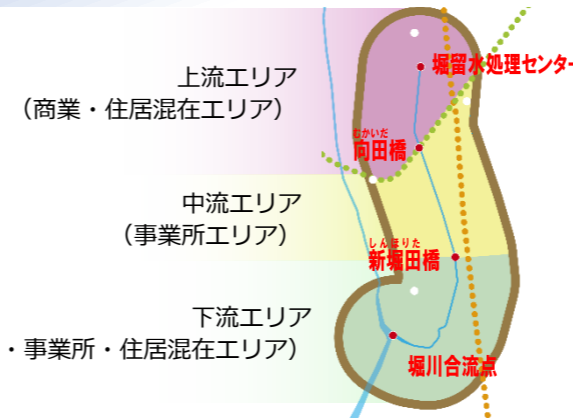 上流エリア
（商業・住居混在エリア）
堀留水処理センター
むかいだ
向田橋
中流エリア
（事業所エリア）
しんほりた
新堀田橋
下流エリア
・事業所・住居混在エリア）
堀川合流点